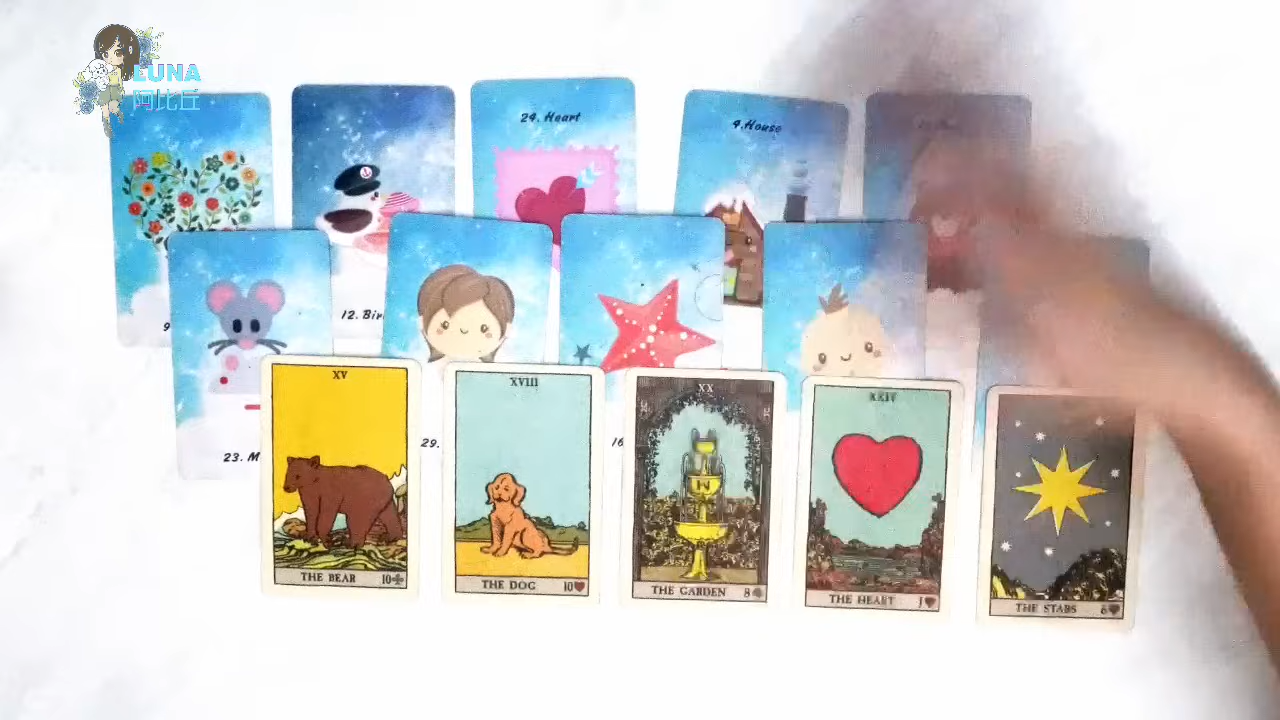 LUNA
阿比丘
24. Heart
4.House
9
12. Bir
23. M
29.
16
XV
THE BEAR 10
XVIII
THE DOG 10
XX
THE GARDEN 8
XXIV
THE HEART J
THE STARS 6